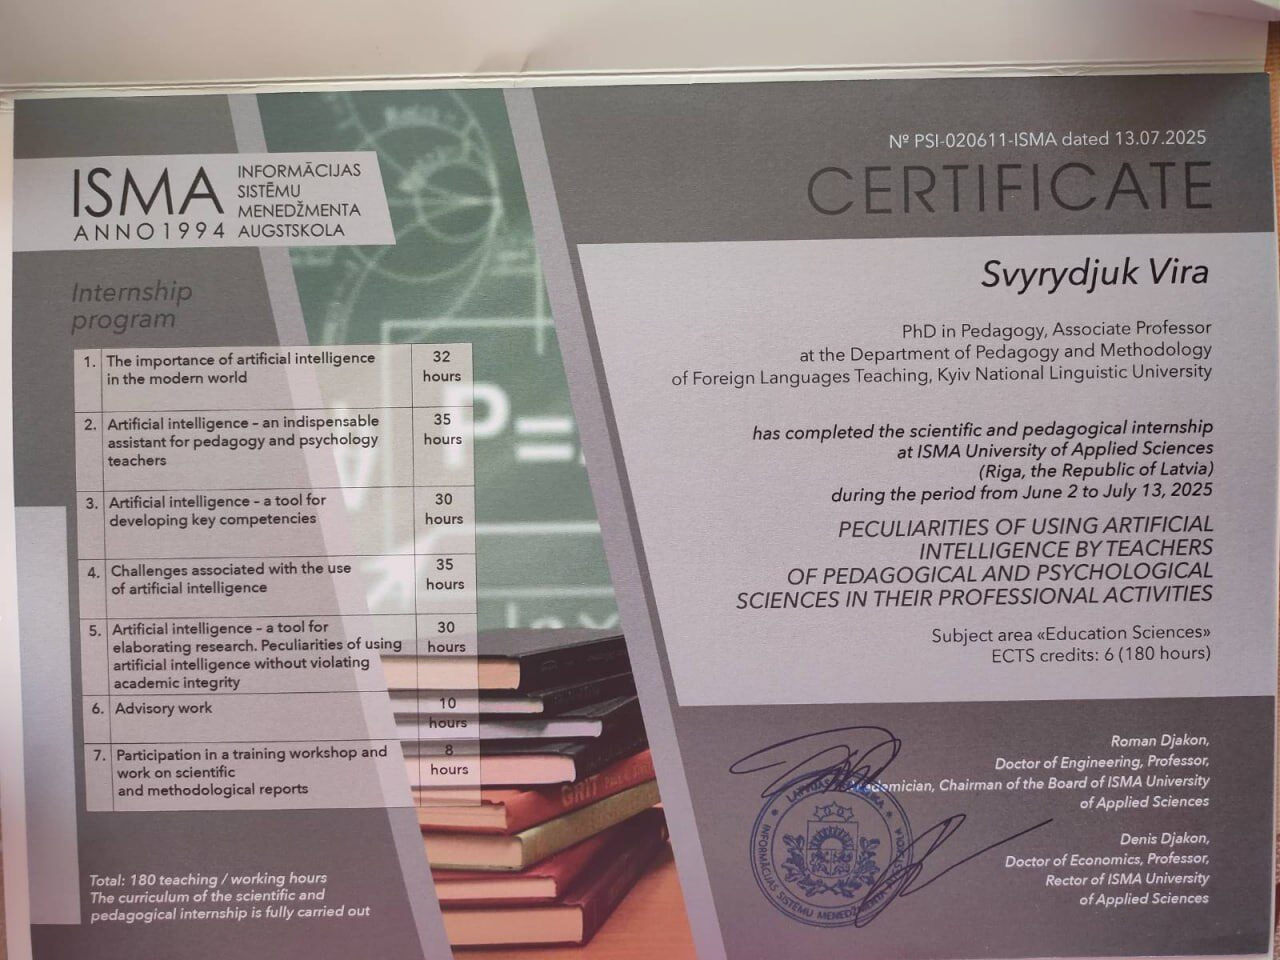 ISMA
ANNO 1994
INFORMĀCIJAS
SISTĒMU
MENEDŽMENTA
AUGSTSKOLA
Internship
program
1. The importance of artificial intelligence
in the modern world
32
hours
2. Artificial intelligence – an indispensable
assistant for pedagogy and psychology
teachers
35
hours
3. Artificial intelligence – a tool for
developing key competencies
30
hours
4. Challenges associated with the use
of artificial intelligence
35
hours
5. Artificial intelligence – a tool for
elaborating research. Peculiarities of using
artificial intelligence without violating
academic integrity
30
hours
6. Advisory work
10
hours
7. Participation in a training workshop and
work on scientific
and methodological reports
8
hours
Total: 180 teaching / working hours
The curriculum of the scientific and
pedagogical internship is fully carried out
P=
GRIT
№ PSI-020611-ISMA dated 13.07.2025
CERTIFICATE
Svyrydjuk Vira
PhD in Pedagogy, Associate Professor
at the Department of Pedagogy and Methodology
of Foreign Languages Teaching, Kyiv National Linguistic University
has completed the scientific and pedagogical internship
at ISMA University of Applied Sciences
(Riga, the Republic of Latvia)
during the period from June 2 to July 13, 2025
PECULIARITIES OF USING ARTIFICIAL
INTELLIGENCE BY TEACHERS
OF PEDAGOGICAL AND PSYCHOLOGICAL
SCIENCES IN THEIR PROFESSIONAL ACTIVITIES
Subject area «Education Sciences»
ECTS credits: 6 (180 hours)
Roman Djakon,
Doctor of Engineering, Professor,
Academician, Chairman of the Board of ISMA University
of Applied Sciences
Denis Djakon,
Doctor of Economics, Professor,
Rector of ISMA University
of Applied Sciences
INFORMĀCIJAS SISTĒMU MENEDŽMENTA